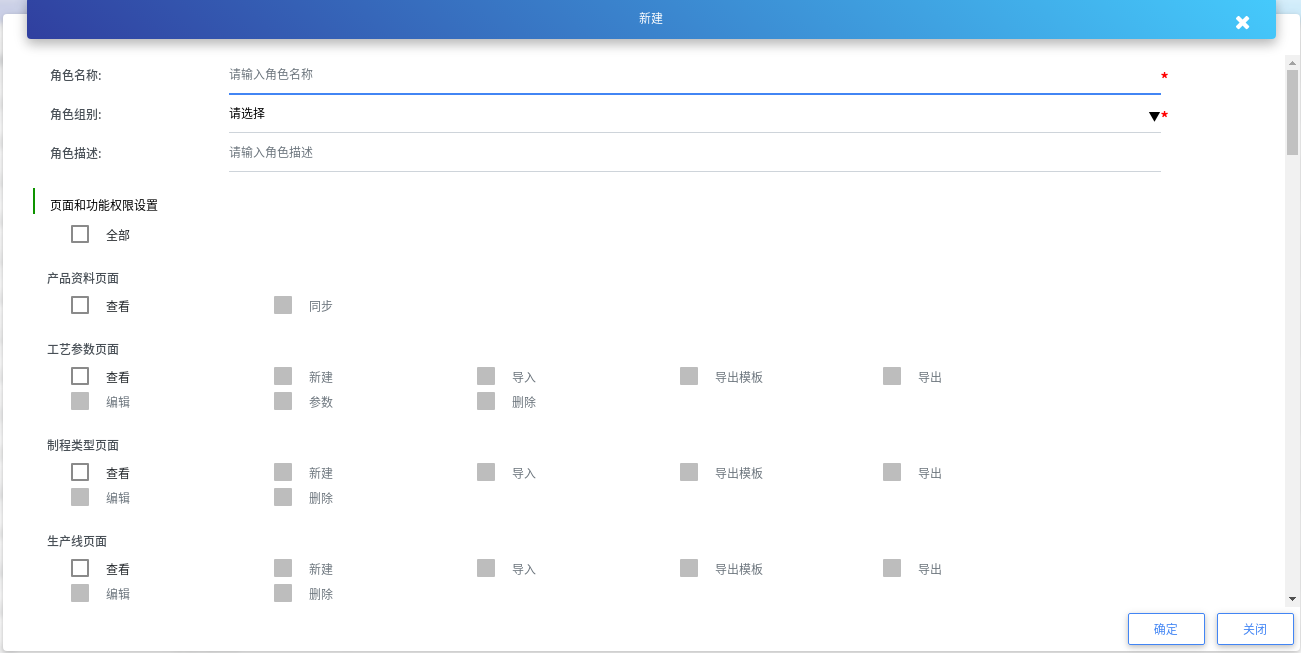 新建
角色名称: 请输入角色名称 *
角色组别: 请选择 *
角色描述: 请输入角色描述
页面和功能权限设置
全部
产品资料页面
查看 同步
工艺参数页面
查看 新建 导入 导出模板 导出
编辑 参数 删除
制程类型页面
查看 新建 导入 导出模板 导出
编辑 删除
生产线页面
查看 新建 导入 导出模板 导出
编辑 删除
确定 关闭